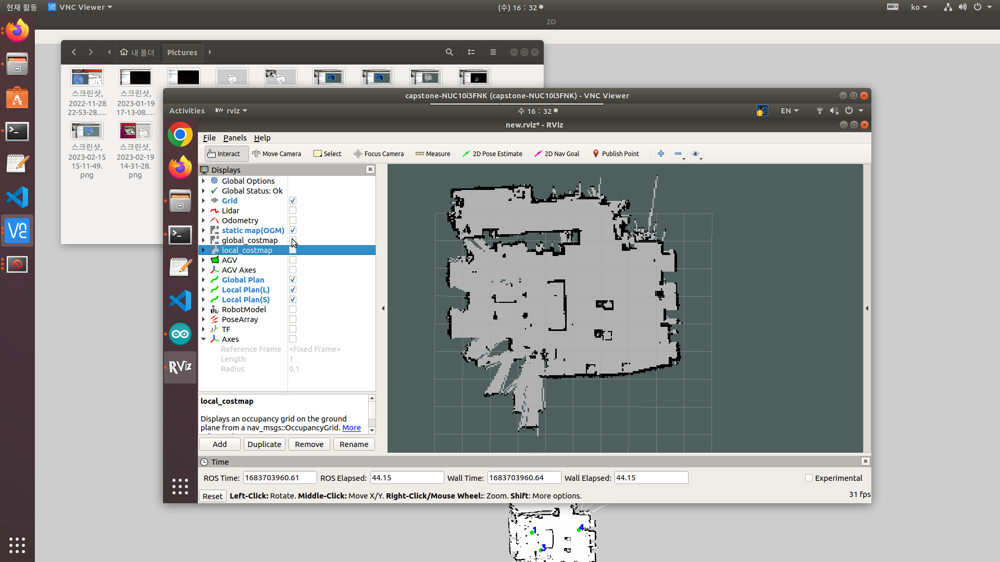 현재 활동
VNC Viewer
(수) 16 : 32
ko
2D
내 폴더
Pictures
스크린샷,
2022-11-28
22-53-28.…
스크린샷,
2023-01-19
17-13-08.…
스크린샷,
2023-02-15
15-11-49.
png
스크린샷,
2023-02-19
14-31-28.
png
capstone-NUC10i3FNK (capstone-NUC10i3FNK) - VNC Viewer
Activities
RViz rviz
수 16 : 32
EN
new.rviz* - RViz
File Panels Help
Interact Move Camera Select Focus Camera Measure 2D Pose Estimate 2D Nav Goal Publish Point
Displays
Global Options
Global Status: Ok
Grid
Lidar
Odometry
static map(OGM)
global_costmap
local_costmap
AGV
AGV Axes
Global Plan
Local Plan(L)
Local Plan(S)
RobotModel
PoseArray
TF
Axes
Reference Frame <Fixed Frame>
Length 1
Radius 0.1
RViz
local_costmap
Displays an occupancy grid on the ground
plane from a nav_msgs::OccupancyGrid. More
Add Duplicate Remove Rename
Time
ROS Time: 1683703960.61 ROS Elapsed: 44.15 Wall Time: 1683703960.64 Wall Elapsed: 44.15 Experimental
Reset Left-Click: Rotate. Middle-Click: Move X/Y. Right-Click/Mouse Wheel:: Zoom. Shift: More options. 31 fps
1
4
3